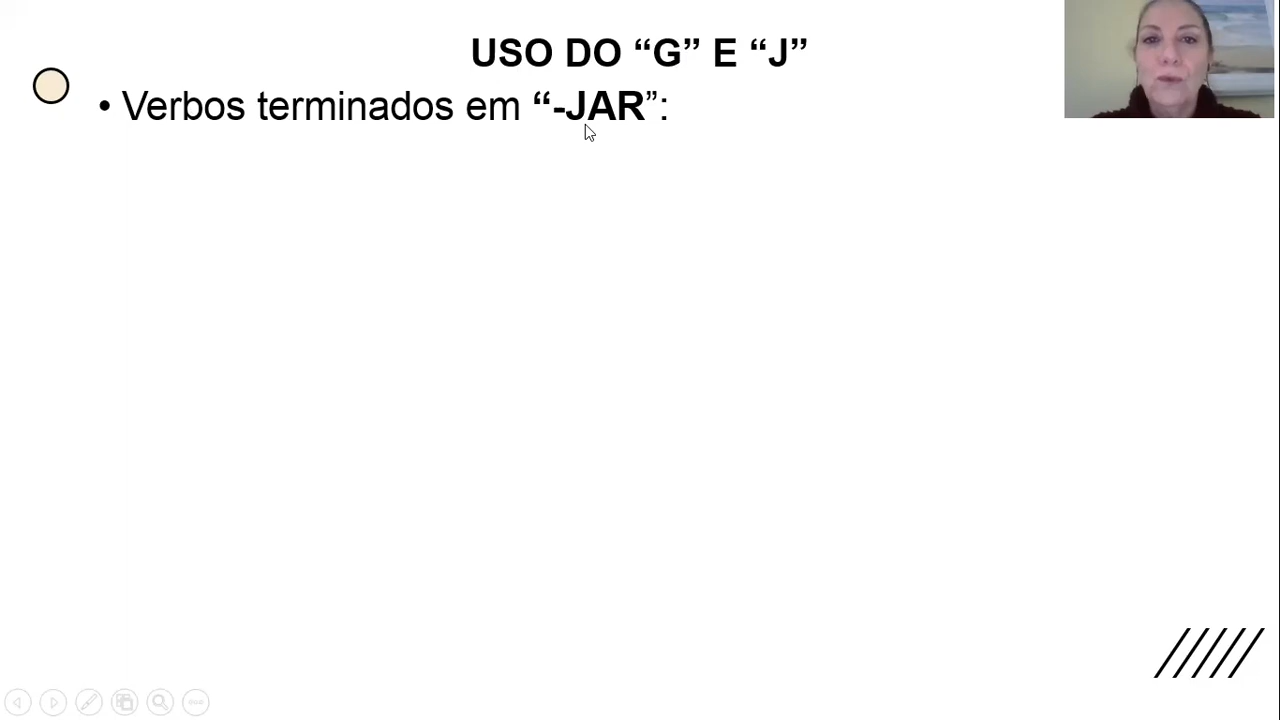 USO DO “G” E “J”
• Verbos terminados em “-JAR”: